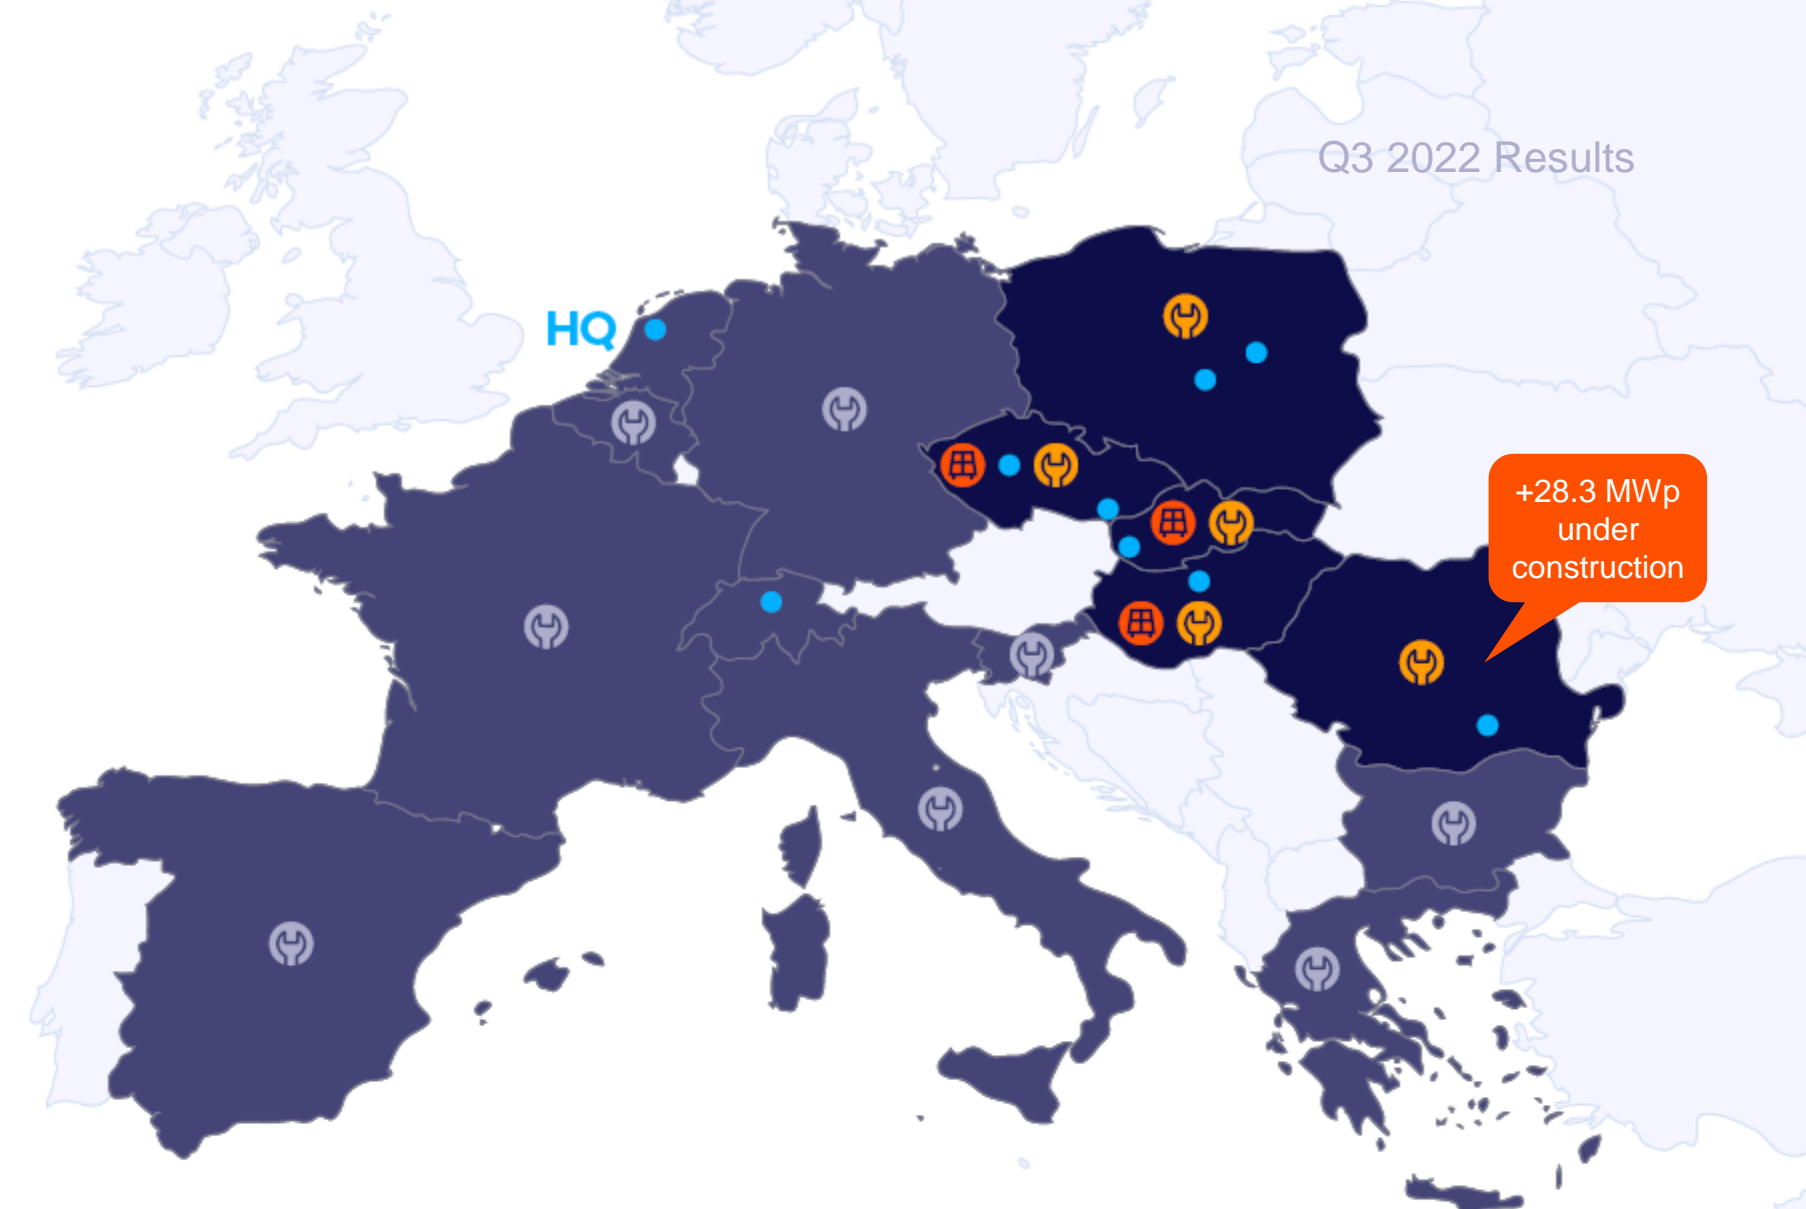 Q3 2022 Results
HQ
+28.3 MWp
under
construction